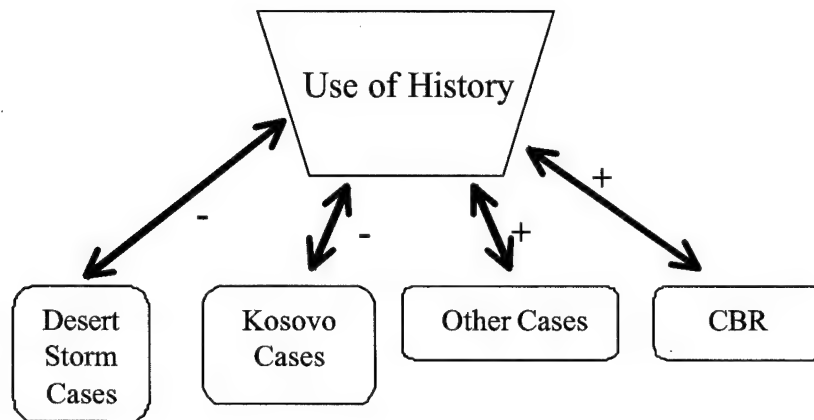 Use of History
+
-
-
+
Desert
Storm
Cases
Kosovo
Cases
Other Cases
CBR